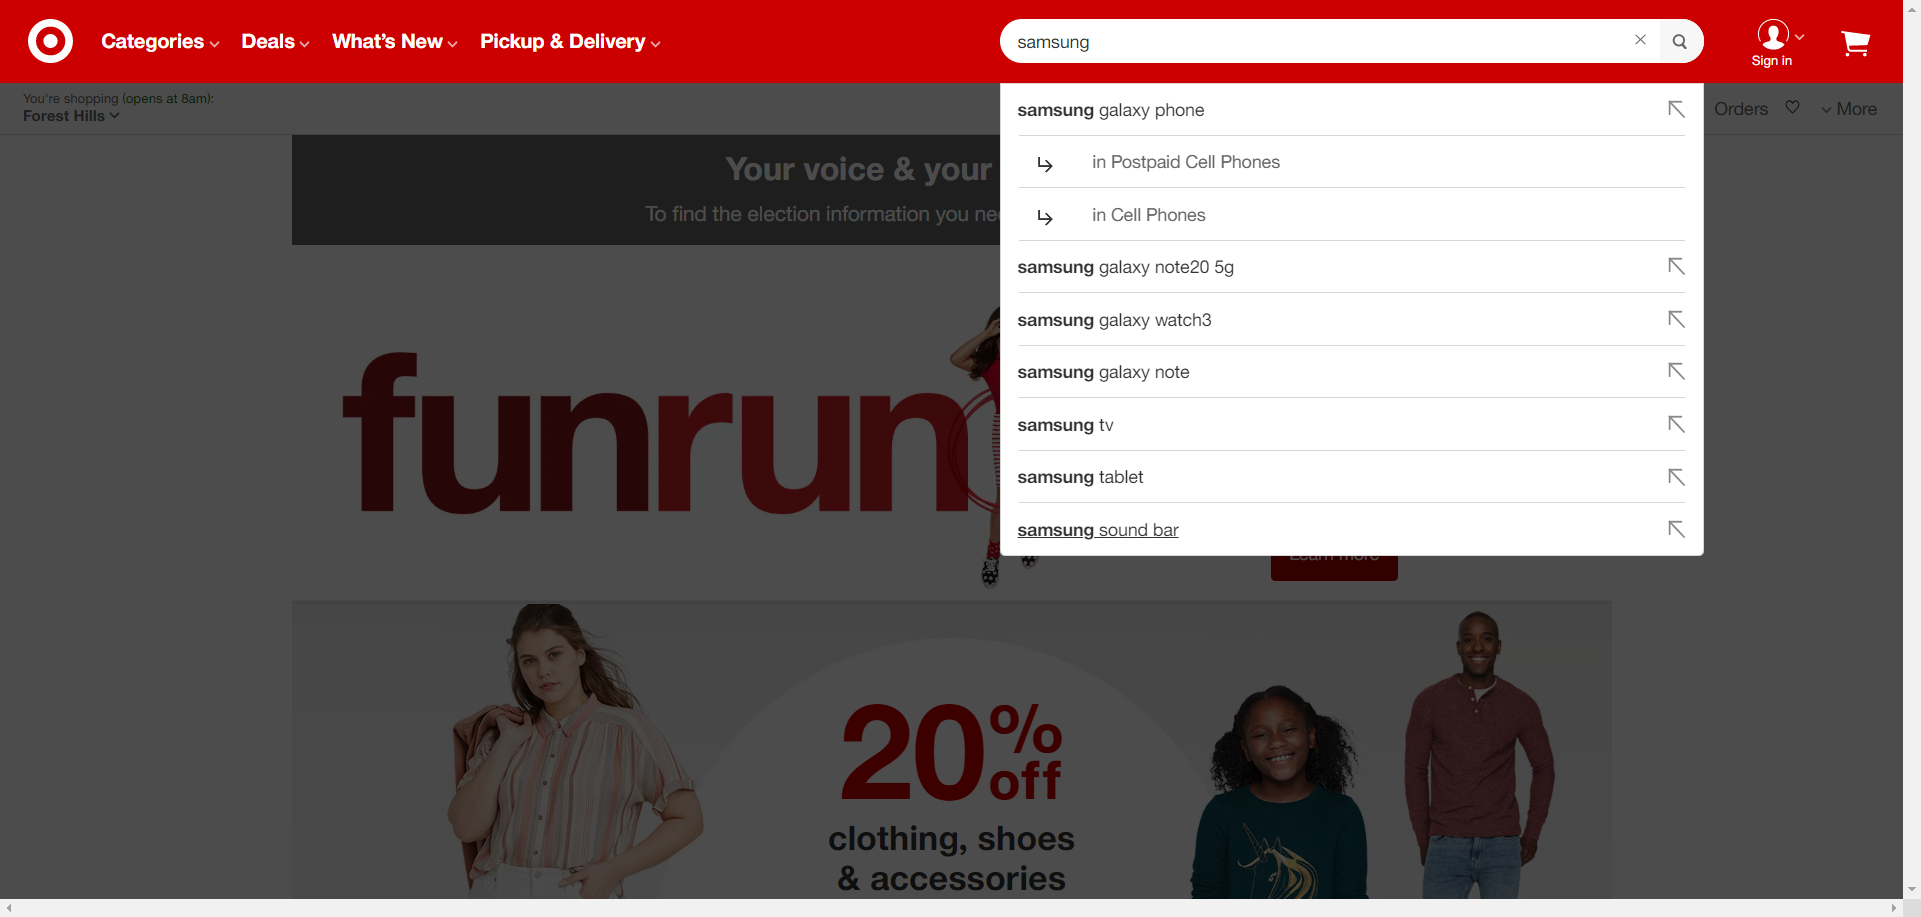 Categories Deals What's New Pickup & Delivery
samsung
Sign in
You're shopping (opens at 8am):
Forest Hills
Orders More
samsung galaxy phone
in Postpaid Cell Phones
in Cell Phones
samsung galaxy note20 5g
samsung galaxy watch3
samsung galaxy note
samsung tv
samsung tablet
samsung sound bar
Your voice & your
To find the election information you
funrun
Learn more
20% off
clothing, shoes
& accessories